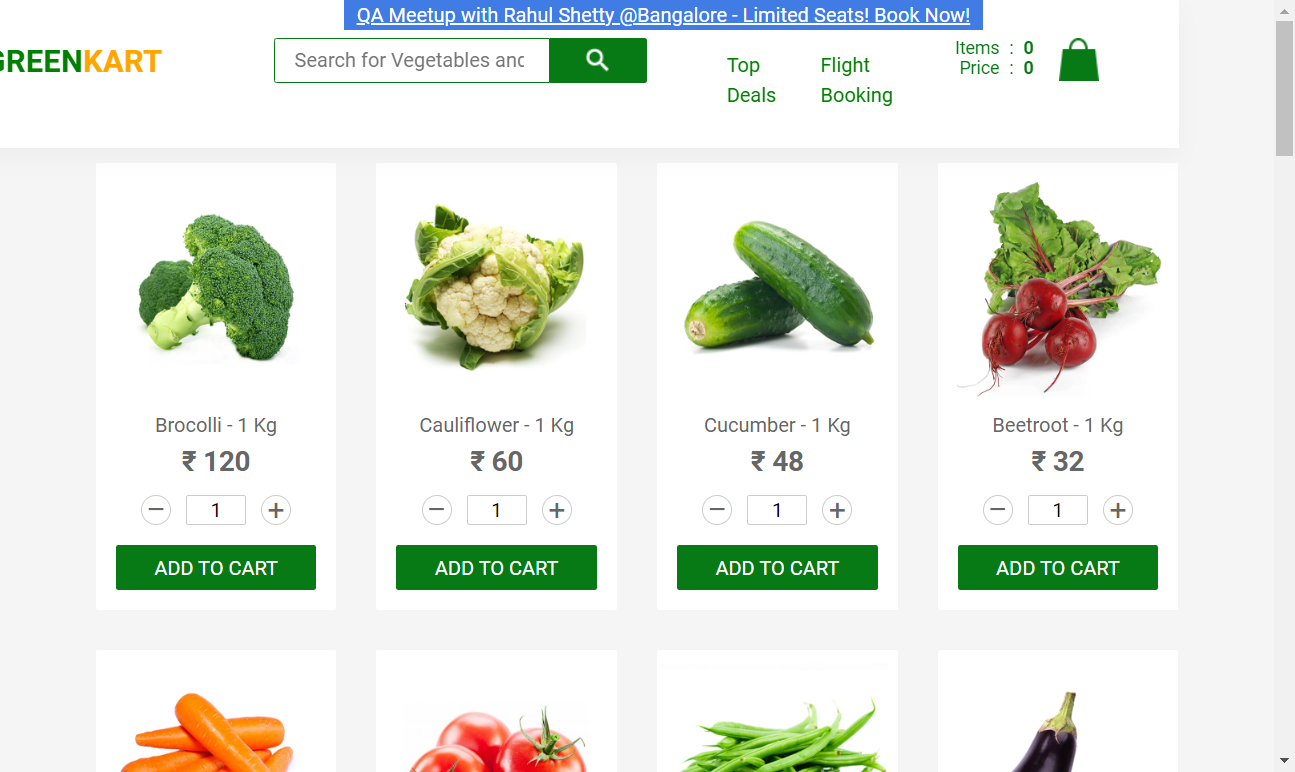 QA Meetup with Rahul Shetty @Bangalore - Limited Seats! Book Now!
GREENKART
Search for Vegetables and
Top Deals
Flight Booking
Items : 0
Price : 0
Brocolli - 1 Kg
₹ 120
− 1 +
ADD TO CART
Cauliflower - 1 Kg
₹ 60
− 1 +
ADD TO CART
Cucumber - 1 Kg
₹ 48
− 1 +
ADD TO CART
Beetroot - 1 Kg
₹ 32
− 1 +
ADD TO CART